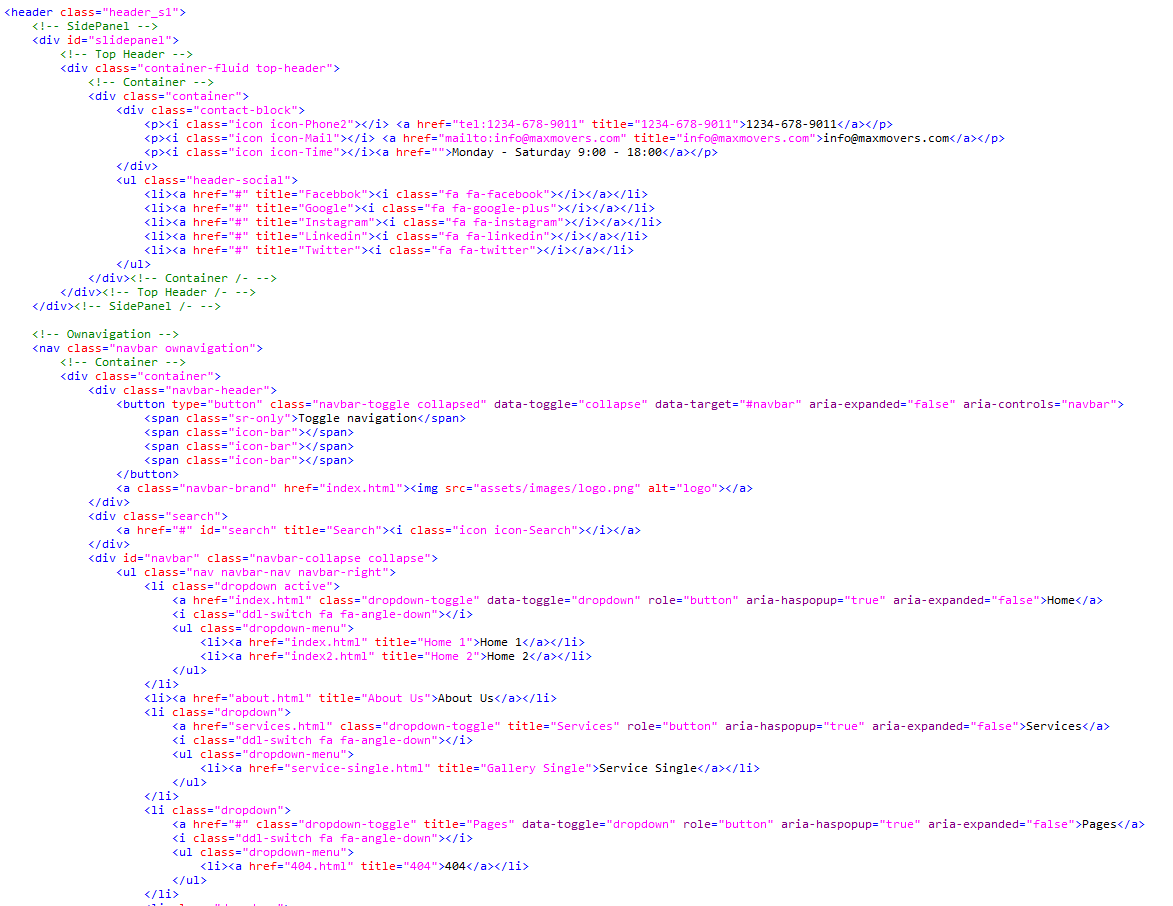 <header class="header_s1">
<!-- SidePanel -->
<div id="slidepanel">
<!-- Top Header -->
<div class="container-fluid top-header">
<!-- Container -->
<div class="container">
<div class="contact-block">
<p><i class="icon icon-Phone2"></i> <a href="tel:1234-678-9011" title="1234-678-9011">1234-678-9011</a></p>
<p><i class="icon icon-Mail"></i> <a href="mailto:info@maxmovers.com" title="info@maxmovers.com">info@maxmovers.com</a></p>
<p><i class="icon icon-Time"></i><a href="">Monday - Saturday 9:00 - 18:00</a></p>
</div>
<ul class="header-social">
<li><a href="#" title="Facebbok"><i class="fa fa-facebook"></i></a></li>
<li><a href="#" title="Google"><i class="fa fa-google-plus"></i></a></li>
<li><a href="#" title="Instagram"><i class="fa fa-instagram"></i></a></li>
<li><a href="#" title="Linkedin"><i class="fa fa-linkedin"></i></a></li>
<li><a href="#" title="Twitter"><i class="fa fa-twitter"></i></a></li>
</ul>
</div><!-- Container /- -->
</div><!-- Top Header /- -->
</div><!-- SidePanel /- -->
<!-- Ownavigation -->
<nav class="navbar ownavigation">
<!-- Container -->
<div class="container">
<div class="navbar-header">
<button type="button" class="navbar-toggle collapsed" data-toggle="collapse" data-target="#navbar" aria-expanded="false" aria-controls="navbar">
<span class="sr-only">Toggle navigation</span>
<span class="icon-bar"></span>
<span class="icon-bar"></span>
<span class="icon-bar"></span>
</button>
<a class="navbar-brand" href="index.html"><img src="assets/images/logo.png" alt="logo"></a>
</div>
<div class="search">
<a href="#" id="search" title="Search"><i class="icon icon-Search"></i></a>
</div>
<div id="navbar" class="navbar-collapse collapse">
<ul class="nav navbar-nav navbar-right">
<li class="dropdown active">
<a href="index.html" class="dropdown-toggle" data-toggle="dropdown" role="button" aria-haspopup="true" aria-expanded="false">Home</a>
<i class="ddl-switch fa fa-angle-down"></i>
<ul class="dropdown-menu">
<li><a href="index.html" title="Home 1">Home 1</a></li>
<li><a href="index2.html" title="Home 2">Home 2</a></li>
</ul>
</li>
<li><a href="about.html" title="About Us">About Us</a></li>
<li class="dropdown">
<a href="services.html" class="dropdown-toggle" title="Services" role="button" aria-haspopup="true" aria-expanded="false">Services</a>
<i class="ddl-switch fa fa-angle-down"></i>
<ul class="dropdown-menu">
<li><a href="service-single.html" title="Gallery Single">Service Single</a></li>
</ul>
</li>
<li class="dropdown">
<a href="#" class="dropdown-toggle" title="Pages" data-toggle="dropdown" role="button" aria-haspopup="true" aria-expanded="false">Pages</a>
<i class="ddl-switch fa fa-angle-down"></i>
<ul class="dropdown-menu">
<li><a href="404.html" title="404">404</a></li>
</ul>
</li>